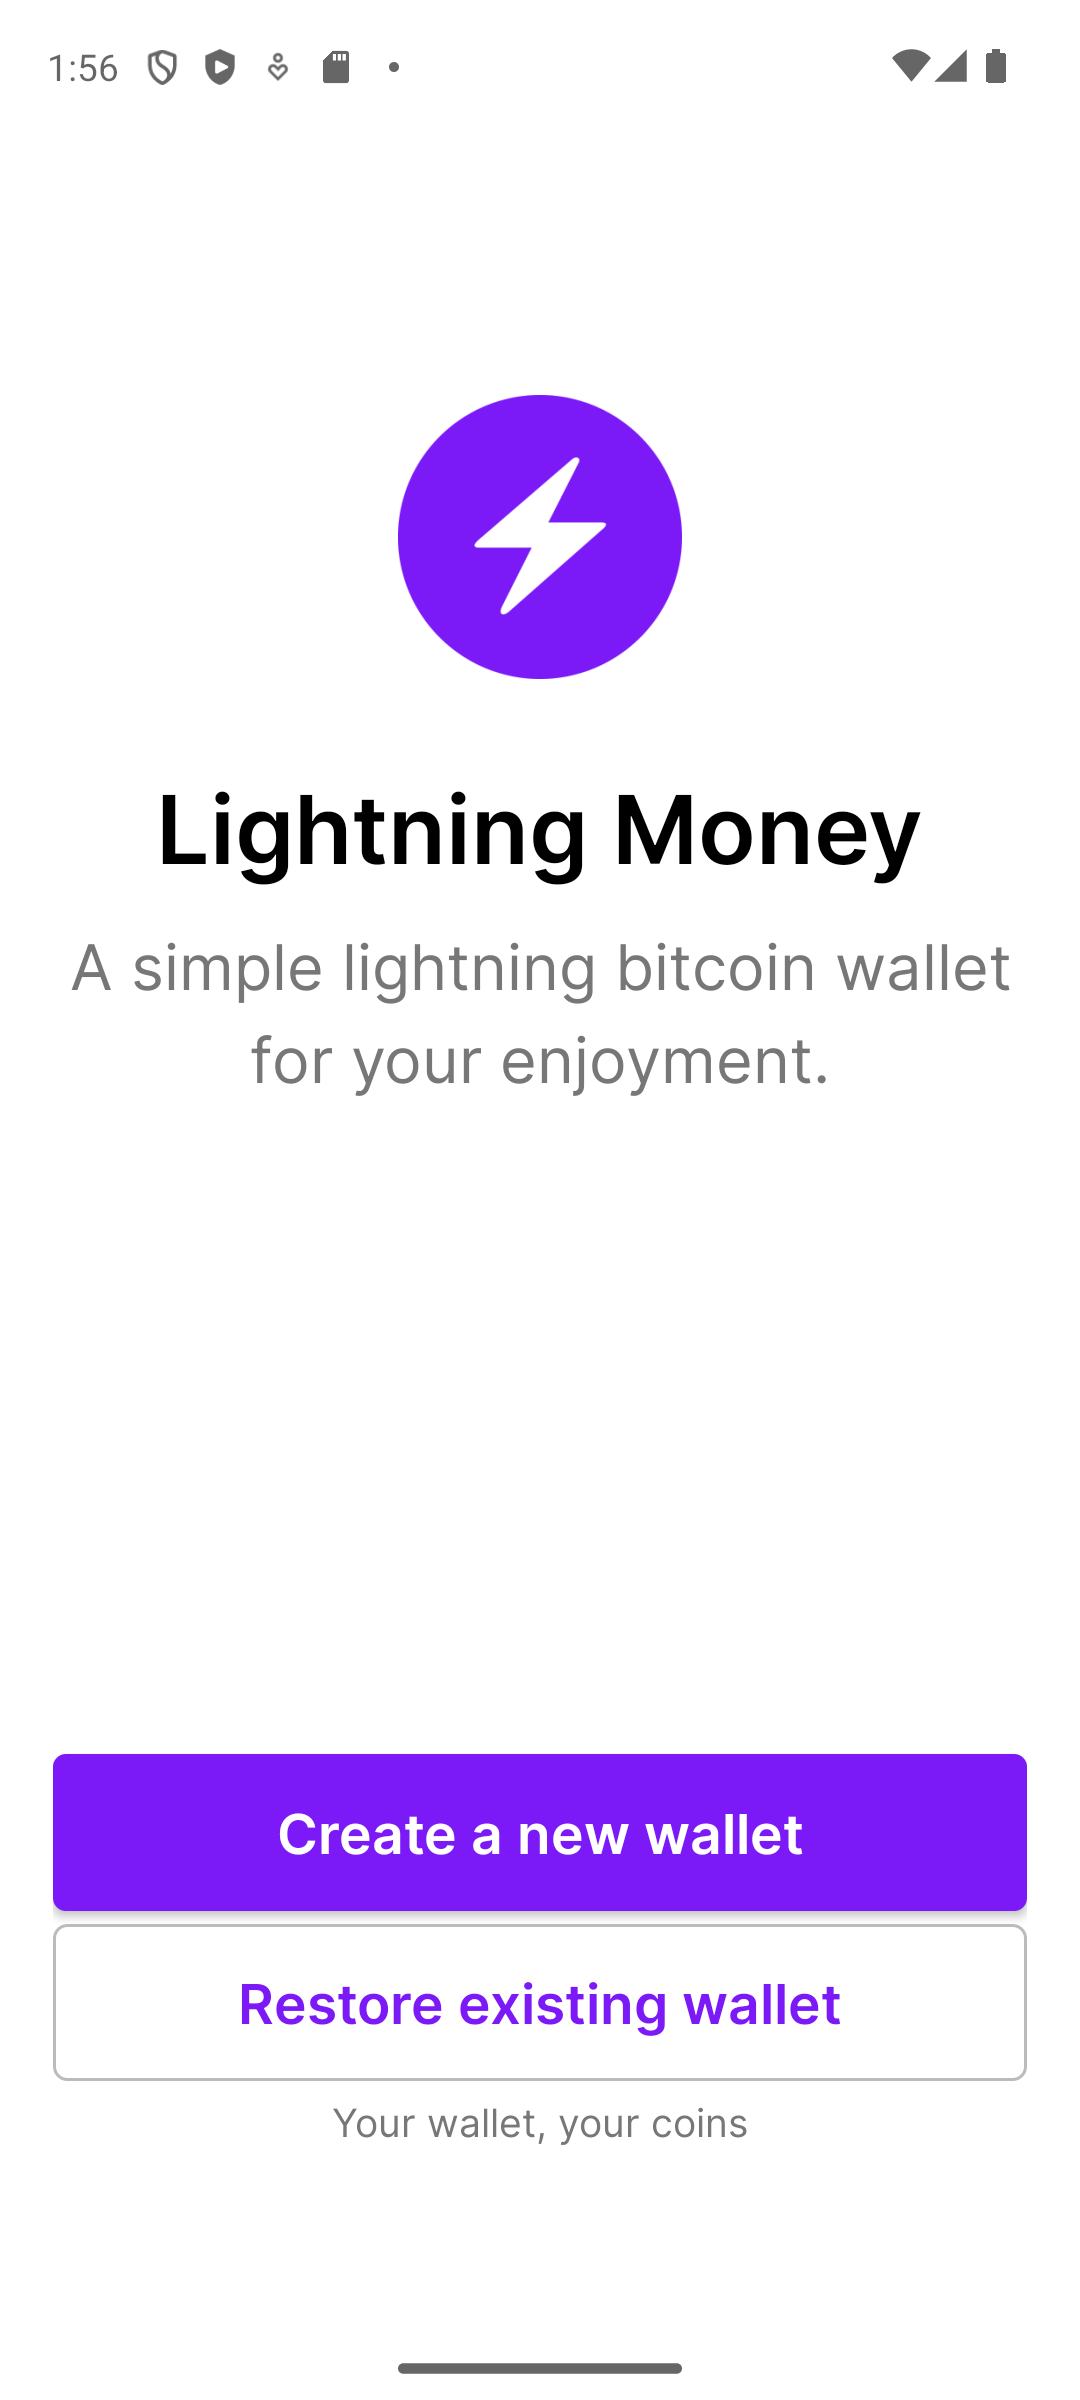 1:56
Lightning Money
A simple lightning bitcoin wallet
for your enjoyment.
Create a new wallet
Restore existing wallet
Your wallet, your coins